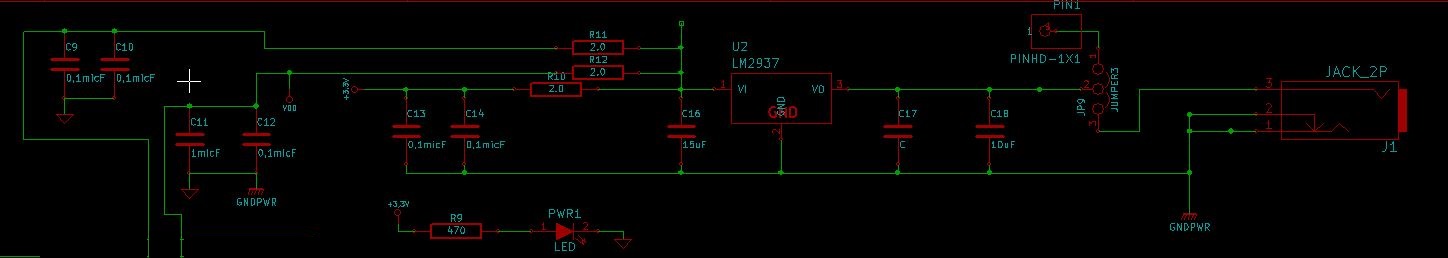 PIN1
1
PINHD-1X1
R11
2.0
C9
C10
0,1micF
0,1micF
U2
LM2937
R12
2.0
JACK_2P
R10
2.0
+3.3V
VDD
1
VI
VO
3
GND
GND
2
1
2
3
JP9
JUMPER3
3
2
1
J1
C11
1micF
C12
0,1micF
C13
0,1micF
C14
0,1micF
C16
15uF
C17
C
C18
10uF
GNDPWR
+3.3V
R9
470
PWR1
1
2
LED
GNDPWR